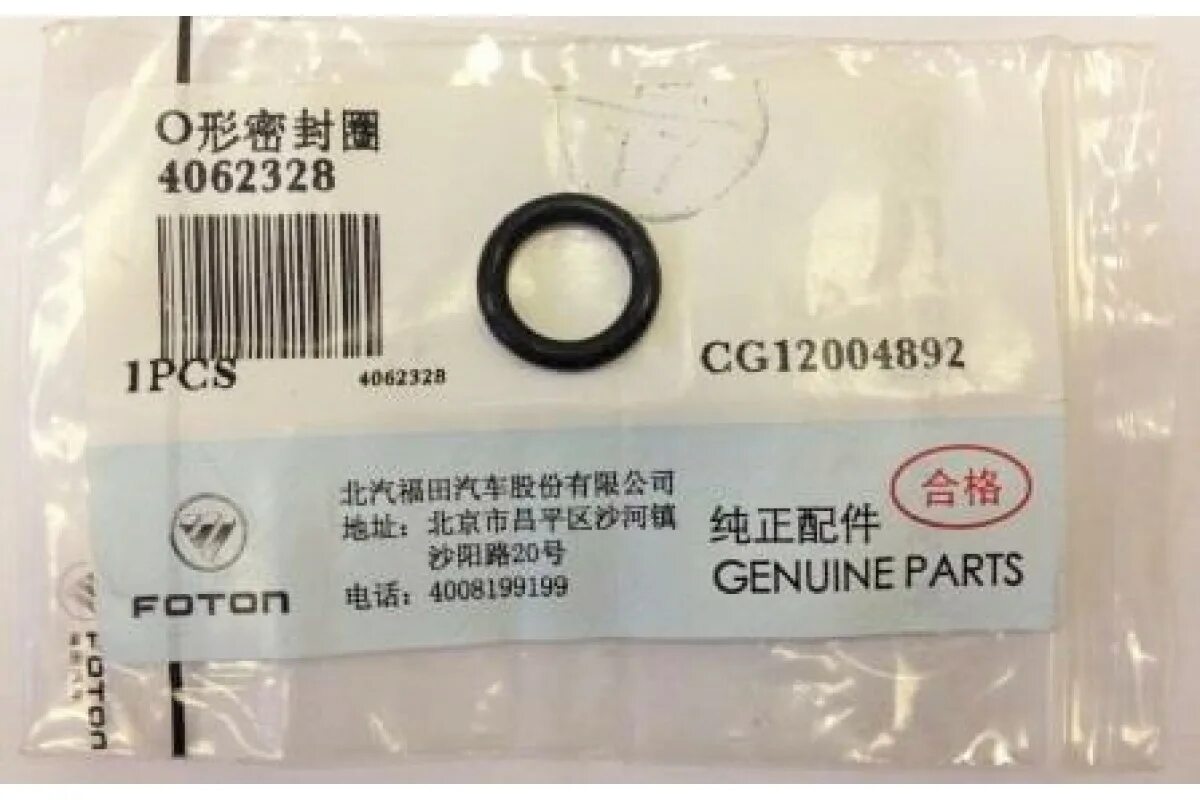 O形密封圈
4062328
1PCS
4062328
CG12004892
FOTON
北汽福田汽车股份有限公司
地址：北京市昌平区沙河镇
沙阳路20号
电话：4008199199
合格
纯正配件
GENUINE PARTS
FOTON